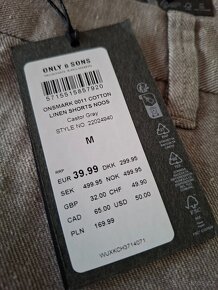 ONLY & SONS
5715515857920
ONSMARK 0011 COTTON
LINEN SHORTS NOOS
Castor Gray
STYLE NO. 22024940
M
RRP
EUR 39.99 DKK 299.95
SEK 499.95 NOK 499.95
GBP 32.00 CHF 49.90
CAD 65.00 USD 50.00
PLN 169.99
WUXKCH3714071